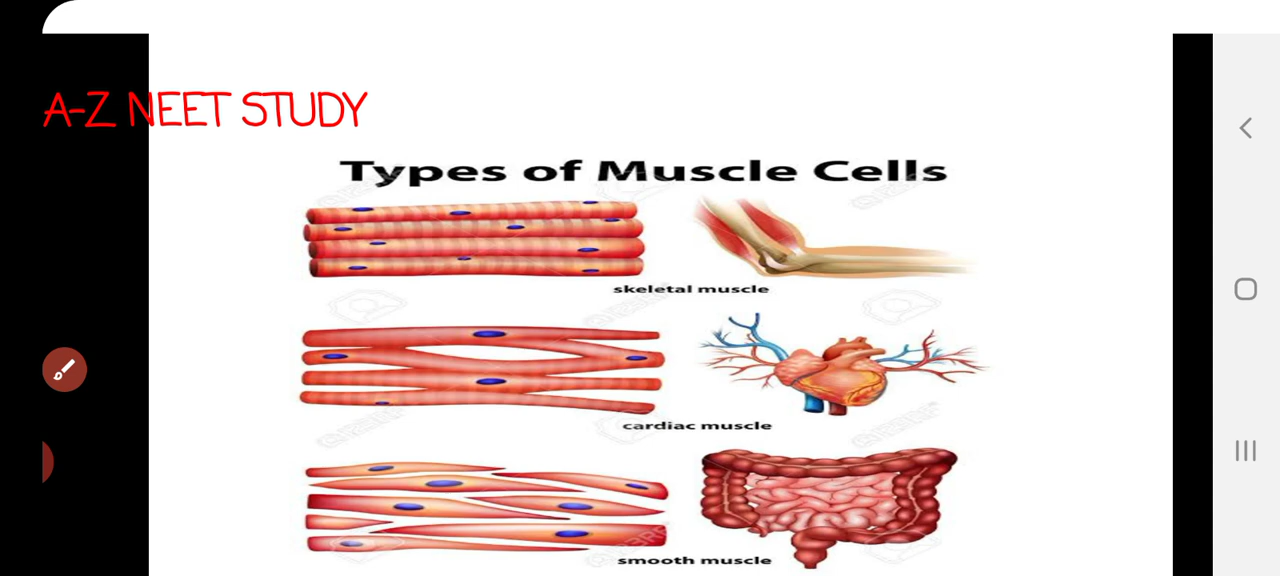 A-Z NEET STUDY
Types of Muscle Cells
skeletal muscle
cardiac muscle
smooth muscle